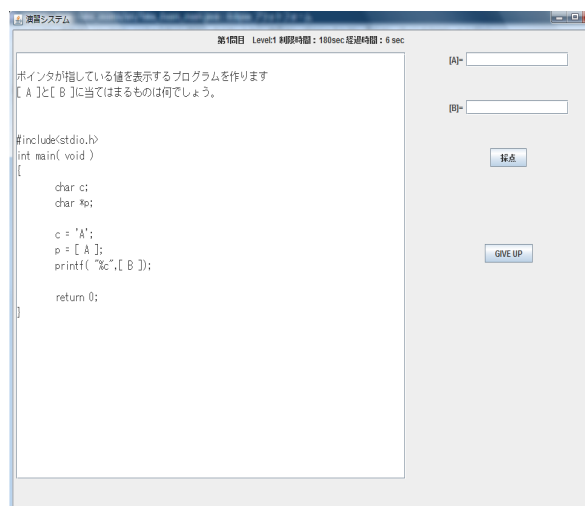 演習システム
第1問目 Level:1 制限時間:180sec 経過時間:6 sec
ポインタが指している値を表示するプログラムを作ります
[ A ]と[ B ]に当てはまるものは何でしょう。
#include<stdio.h>
int main( void )
{
char c;
char *p;
c = 'A';
p = [ A ];
printf( "%c",[ B ]);
return 0;
}
[A]=
[B]=
採点
GIVE UP